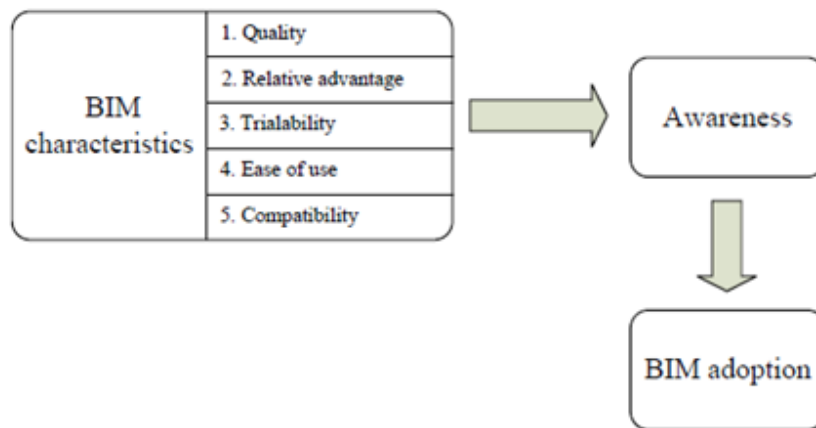 BIM
characteristics
1. Quality
2. Relative advantage
3. Trialability
4. Ease of use
5. Compatibility
Awareness
BIM adoption